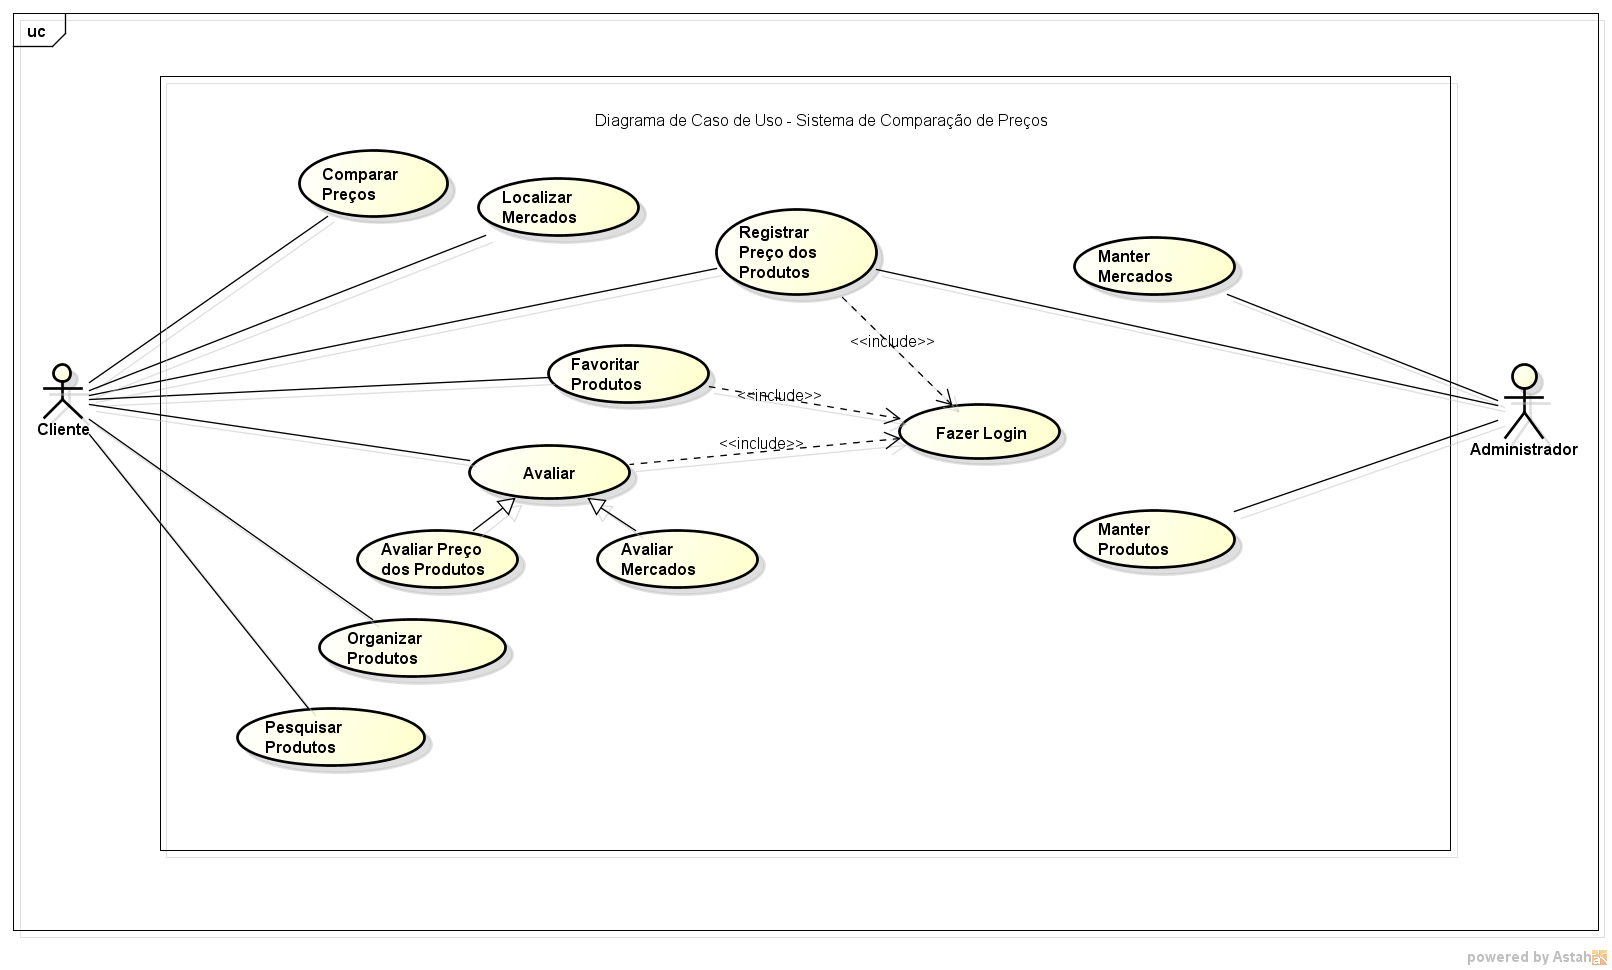 uc
Diagrama de Caso de Uso - Sistema de Comparação de Preços
Comparar
Preços
Localizar
Mercados
Registrar
Preço dos
Produtos
Manter
Mercados
<<include>>
Favoritar
Produtos
<<include>>
Cliente
Fazer Login
<<include>>
Administrador
Avaliar
Avaliar Preço
dos Produtos
Avaliar
Mercados
Manter
Produtos
Organizar
Produtos
Pesquisar
Produtos
powered by Astah